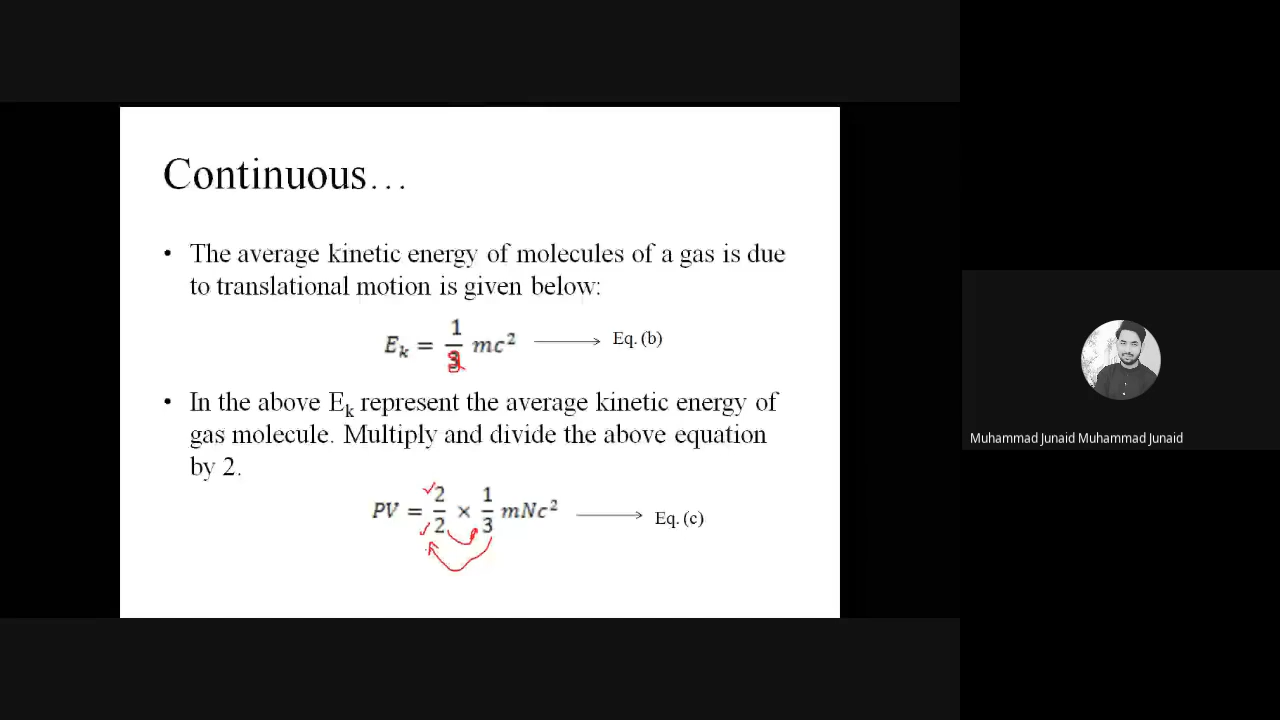 Continuous...
• The average kinetic energy of molecules of a gas is due
to translational motion is given below:
E_k = 1/2 mc² → Eq. (b)
• In the above E_k represent the average kinetic energy of
gas molecule. Multiply and divide the above equation
by 2.
PV = 2/2 × 1/3 mNc² → Eq. (c)
Muhammad Junaid Muhammad Junaid